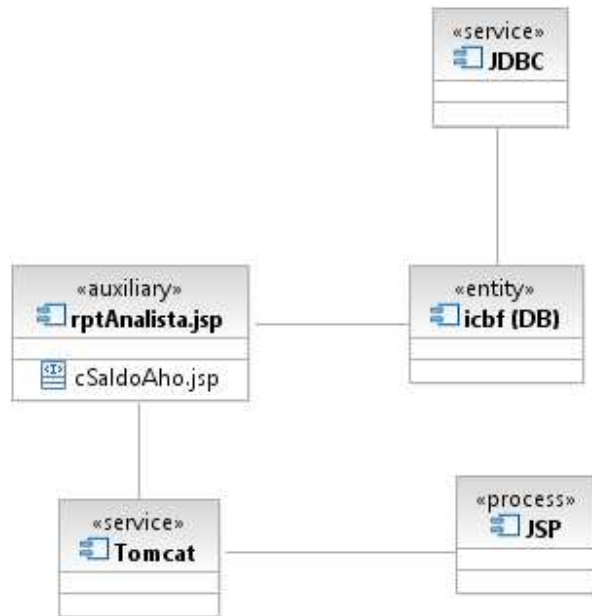 «service»
JDBC
«auxiliary»
rptAnalista.jsp
cSaldoAho.jsp
«entity»
icbf (DB)
«service»
Tomcat
«process»
JSP